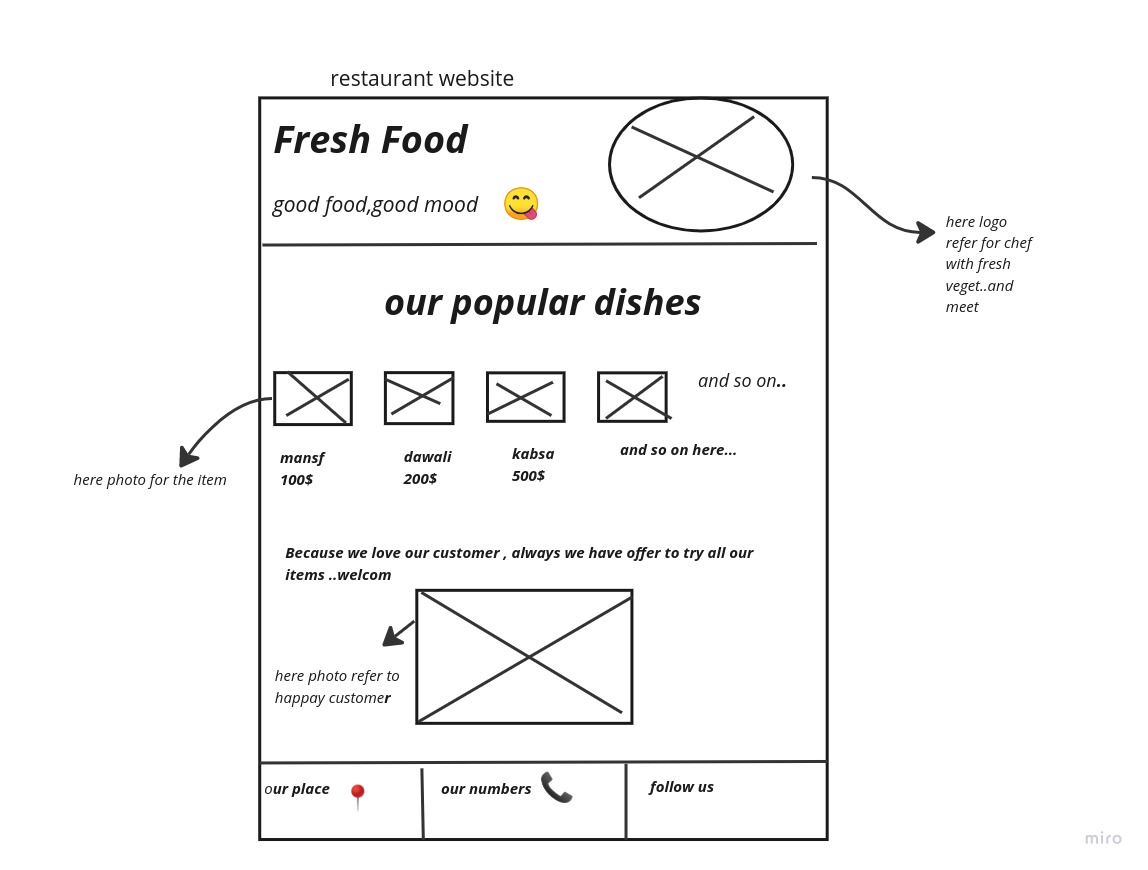 restaurant website
Fresh Food
good food,good mood
here logo
refer for chef
with fresh
veget..and
meet
our popular dishes
and so on..
mansf
100$
dawali
200$
kabsa
500$
and so on here...
here photo for the item
Because we love our customer , always we have offer to try all our
items ..welcom
here photo refer to
happay customer
our place
our numbers
follow us
miro